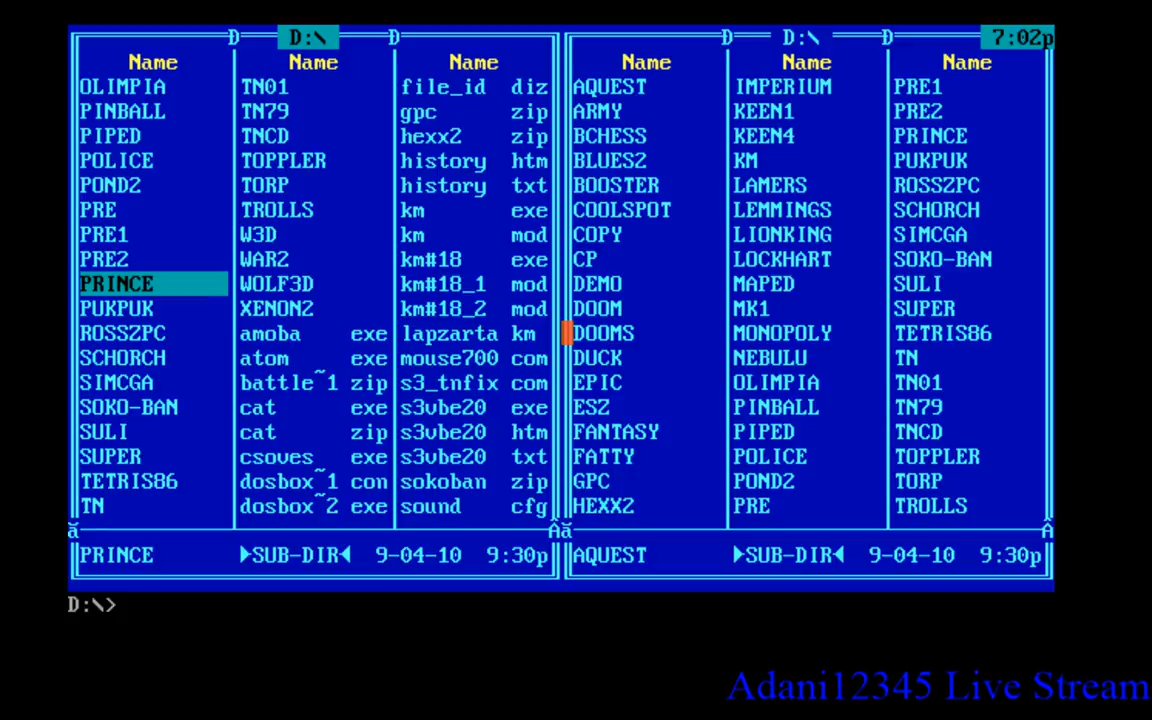 D D:\ D D D:\ D 7:02p
Name Name Name Name Name Name
OLIMPIA TN01 file_id diz AQUEST IMPERIUM PRE1
PINBALL TN79 gpc zip ARMY KEEN1 PRE2
PIPED TNCD hexx2 zip BCHESS KEEN4 PRINCE
POLICE TOPPLER history htm BLUES2 KM PUKPUK
POND2 TORP history txt BOOSTER LAMERS ROSSZPC
PRE TROLLS km exe COOLSPOT LEMMINGS SCHORCH
PRE1 W3D km mod COPY LIONKING SIMCGA
PRE2 WAR2 km#18 exe CP LOCKHART SOKO-BAN
PRINCE WOLF3D km#18_1 mod DEMO MAPED SULI
PUKPUK XENON2 km#18_2 mod DOOM MK1 SUPER
ROSSZPC amoba exe lapzarta km DOOMS MONOPOLY TETRIS86
SCHORCH atom exe mouse700 com DUCK NEBULU TN
SIMCGA battle~1 zip s3_tnfix com EPIC OLIMPIA TN01
SOKO-BAN cat exe s3vbe20 exe ESZ PINBALL TN79
SULI cat zip s3vbe20 htm FANTASY PIPED TNCD
SUPER csoves exe s3vbe20 txt FATTY POLICE TOPPLER
TETRIS86 dosbox~1 con sokoban zip GPC POND2 TORP
TN dosbox~2 exe sound cfg HEXX2 PRE TROLLS
ă Â ă Â
PRINCE ►SUB-DIR◄ 9-04-10 9:30p AQUEST ►SUB-DIR◄ 9-04-10 9:30p
D:\>
Adani12345 Live Stream